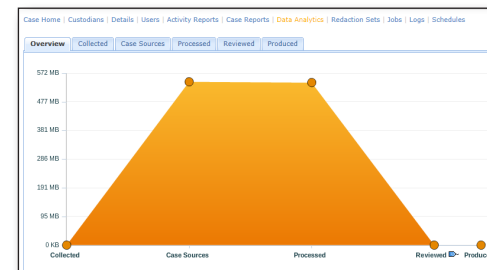 Case Home | Custodians | Details | Users | Activity Reports | Case Reports | Data Analytics | Redaction Sets | Jobs | Logs | Schedules
Overview Collected Case Sources Processed Reviewed Produced
572 MB
477 MB
381 MB
286 MB
191 MB
95 MB
0 KB
Collected Case Sources Processed Reviewed Produc